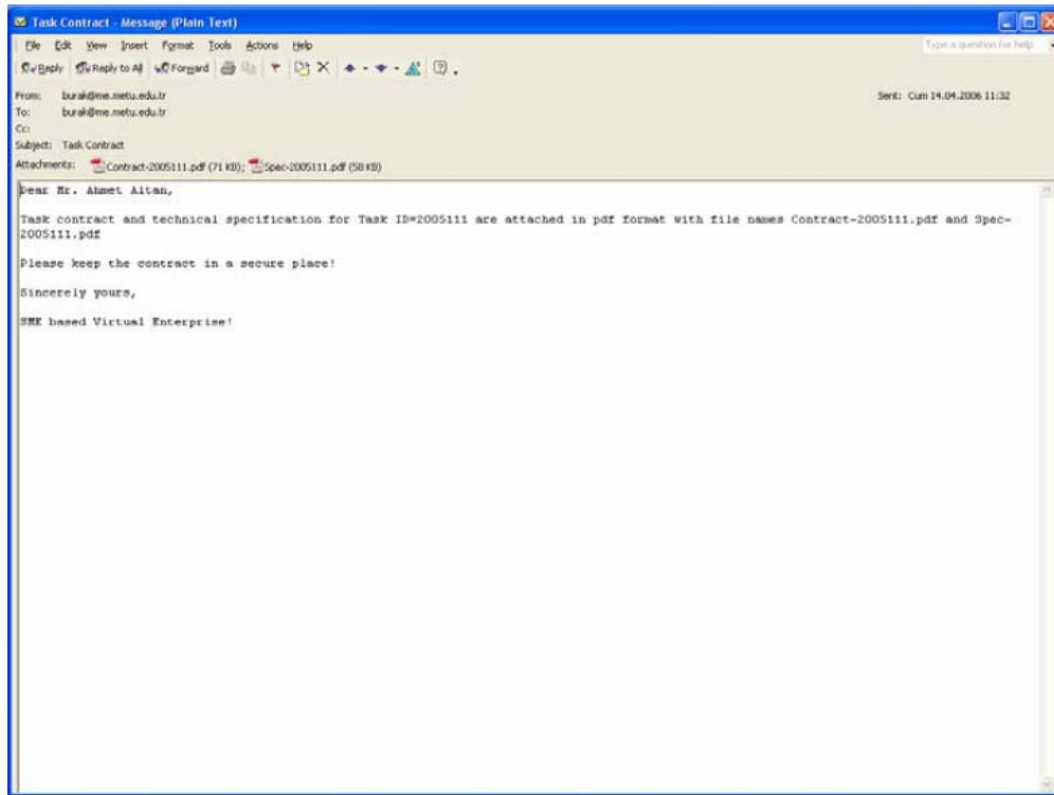 Task Contract - Message (Plain Text)
File Edit View Insert Format Tools Actions Help
Type a question for help
Reply Reply to All Forward
From: burak@me.metu.edu.tr
Sent: Cum 14.04.2006 11:32
To: burak@me.metu.edu.tr
Cc:
Subject: Task Contract
Attachments: Contract-2005111.pdf (71 KB); Spec-2005111.pdf (50 KB)
Dear Mr. Ahmet Altan,
Task contract and technical specification for Task ID=2005111 are attached in pdf format with file names Contract-2005111.pdf and Spec-
2005111.pdf
Please keep the contract in a secure place!
Sincerely yours,
SME based Virtual Enterprise!